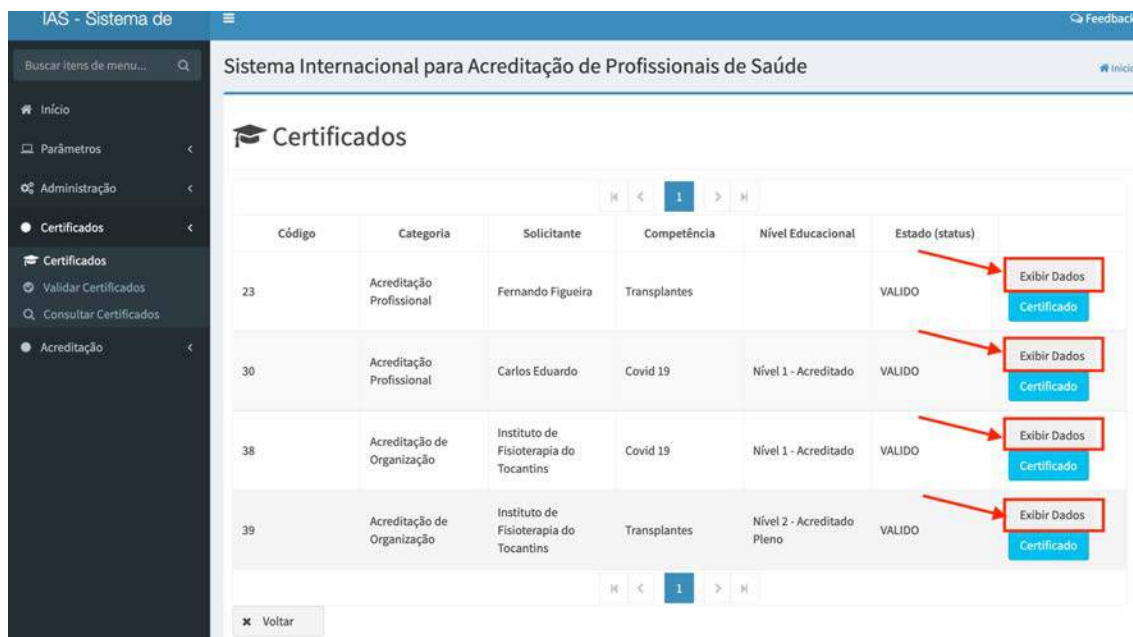 IAS - Sistema de
Feedback
Buscar itens de menu...
Sistema Internacional para Acreditação de Profissionais de Saúde
Início
Início
Parâmetros
Administração
Certificados
Certificados
Validar Certificados
Consultar Certificados
Acreditação
Certificados
1
Código Categoria Solicitante Competência Nível Educacional Estado (status)
23 Acreditação Profissional Fernando Figueira Transplantes VALIDO Exibir Dados Certificado
30 Acreditação Profissional Carlos Eduardo Covid 19 Nível 1 - Acreditado VALIDO Exibir Dados Certificado
38 Acreditação de Organização Instituto de Fisioterapia do Tocantins Covid 19 Nível 1 - Acreditado VALIDO Exibir Dados Certificado
39 Acreditação de Organização Instituto de Fisioterapia do Tocantins Transplantes Nível 2 - Acreditado Pleno VALIDO Exibir Dados Certificado
1
Voltar